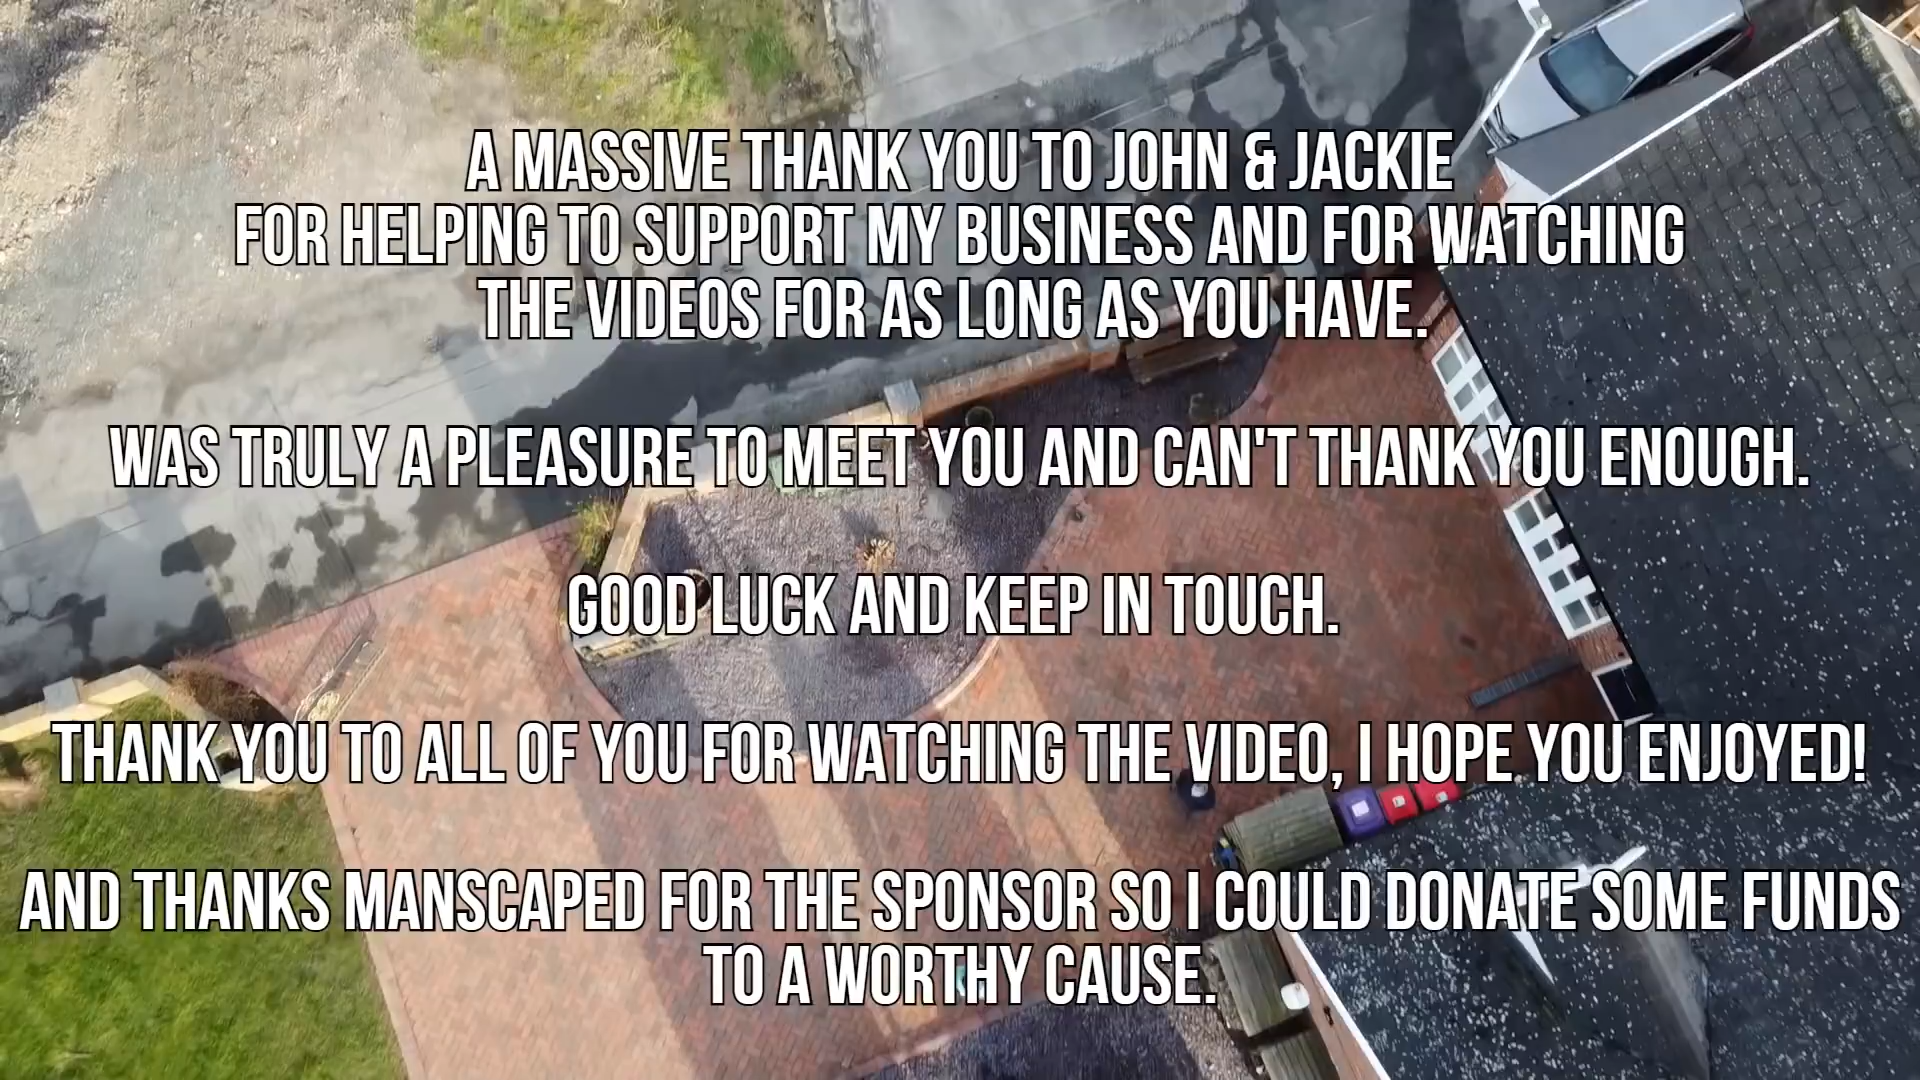 A MASSIVE THANK YOU TO JOHN & JACKIE
FOR HELPING TO SUPPORT MY BUSINESS AND FOR WATCHING
THE VIDEOS FOR AS LONG AS YOU HAVE.
WAS TRULY A PLEASURE TO MEET YOU AND CAN'T THANK YOU ENOUGH.
GOOD LUCK AND KEEP IN TOUCH.
THANK YOU TO ALL OF YOU FOR WATCHING THE VIDEO, I HOPE YOU ENJOYED!
AND THANKS MANSCAPED FOR THE SPONSOR SO I COULD DONATE SOME FUNDS
TO A WORTHY CAUSE.